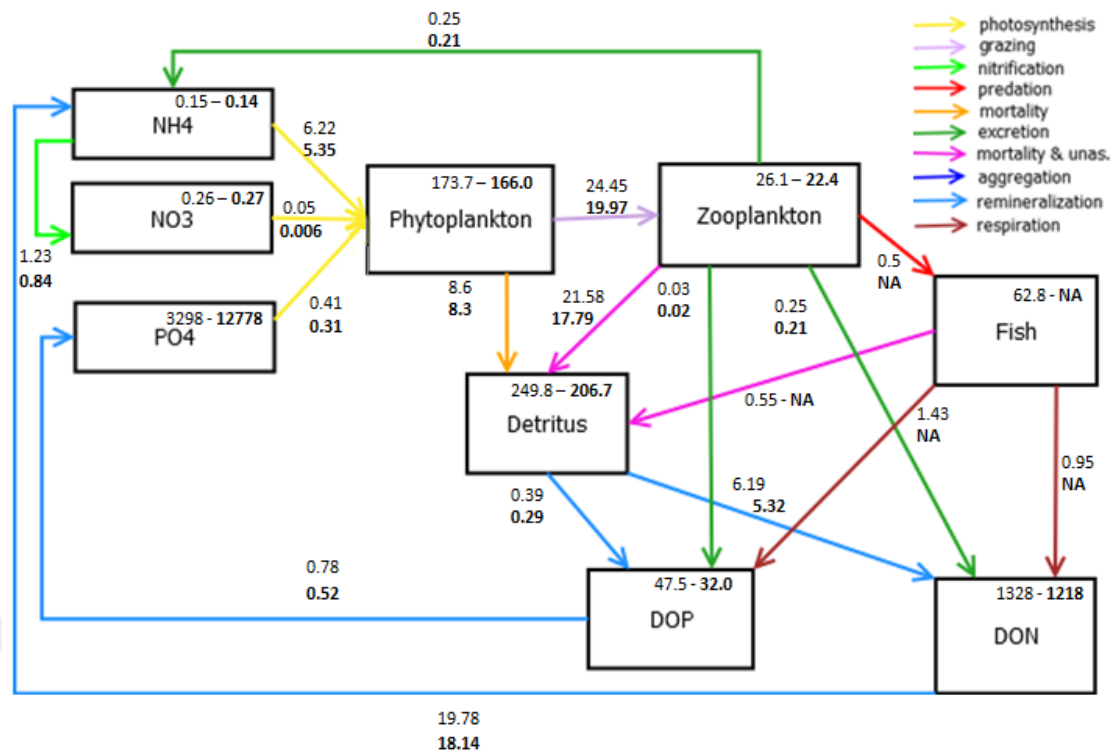 0.25
0.21
photosynthesis
grazing
nitrification
predation
mortality
excretion
mortality & unas.
aggregation
remineralization
respiration
0.15 – 0.14
NH4
6.22
5.35
0.26 – 0.27
NO3
0.05
0.006
173.7 – 166.0
Phytoplankton
24.45
19.97
26.1 – 22.4
Zooplankton
1.23
0.84
3298 - 12778
PO4
0.41
0.31
8.6
8.3
21.58
17.79
0.03
0.02
0.25
0.21
0.5
NA
62.8 - NA
Fish
249.8 – 206.7
Detritus
0.55 - NA
1.43
NA
0.95
NA
0.39
0.29
6.19
5.32
0.78
0.52
47.5 - 32.0
DOP
1328 - 1218
DON
19.78
18.14